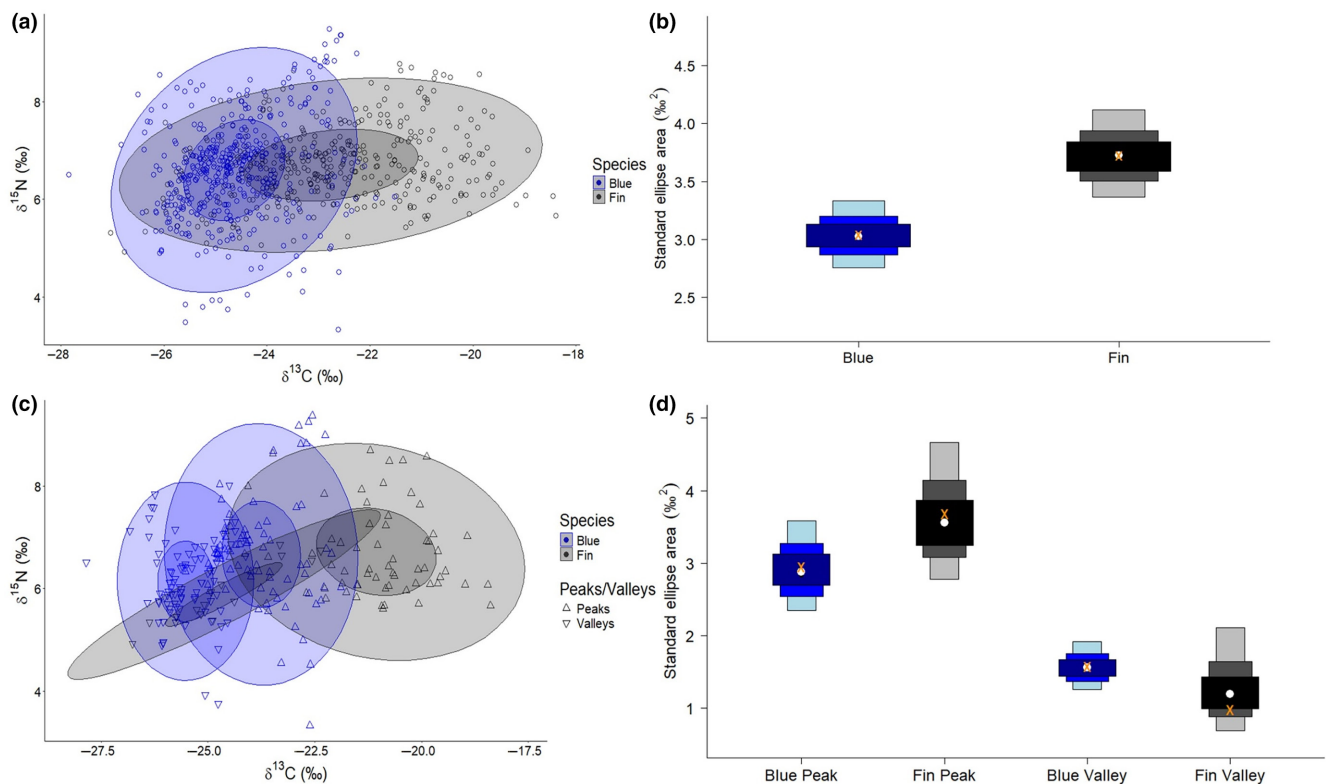 (a)
8
6
4
δ15N (‰)
−28
−26
−24
−22
−20
−18
δ13C (‰)
Species
Blue
Fin
(b)
4.5
4.0
3.5
3.0
2.5
Standard ellipse area (‰2)
x
x
Blue
Fin
(c)
8
6
4
δ15N (‰)
−27.5
−25.0
−22.5
−20.0
−17.5
δ13C (‰)
Species
Blue
Fin
Peaks/Valleys
Peaks
Valleys
(d)
5
4
3
2
1
Standard ellipse area (‰2)
x
x
x
x
Blue Peak
Fin Peak
Blue Valley
Fin Valley